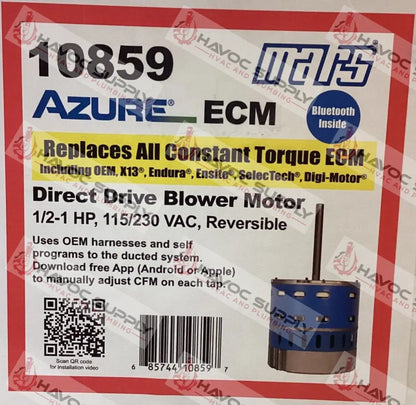 10859
mars
AZURE® ECM
Bluetooth
Inside
Replaces All Constant Torque ECM
Including OEM, X13®, Endura®, Ensite®, SelecTech®, Digi-Motor®
Direct Drive Blower Motor
1/2-1 HP, 115/230 VAC, Reversible
Uses OEM harnesses and self
programs to the ducted system.
Download free App (Android or Apple)
to manually adjust CFM on each tap.
Scan QR code
for installation video
6 85744 10859 7
HAVOC SUPPLY
HVAC AND PLUMBING